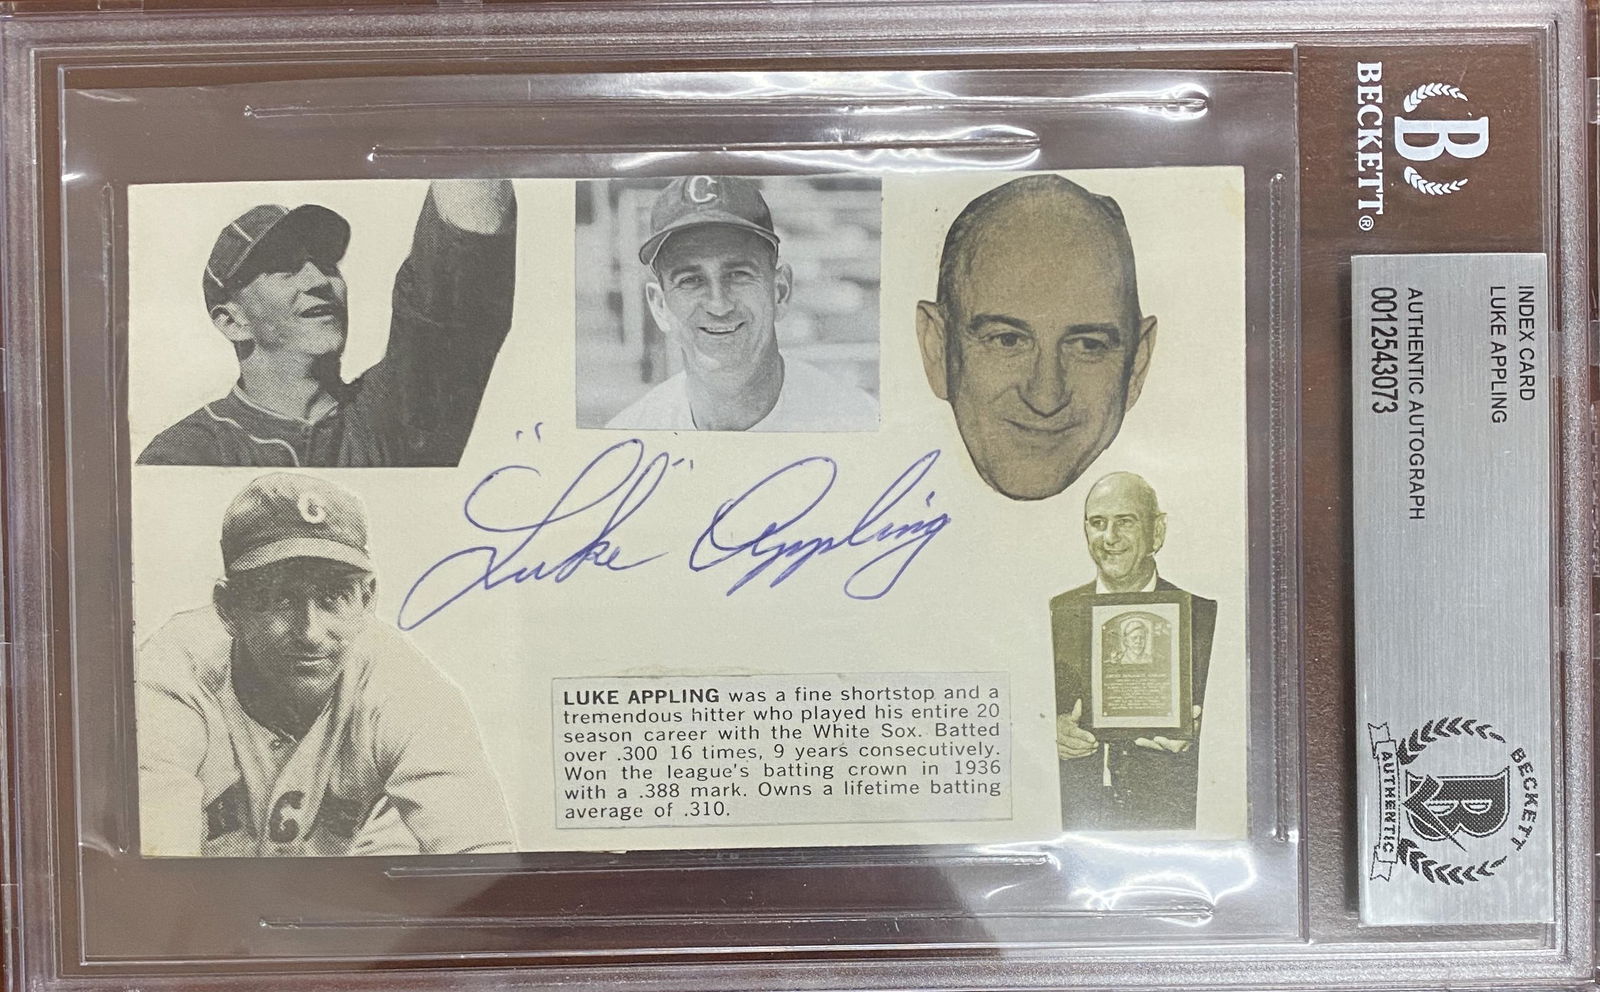 C
C
C
"Luke" Appling
LUKE APPLING was a fine shortstop and a
tremendous hitter who played his entire 20
season career with the White Sox. Batted
over .300 16 times, 9 years consecutively.
Won the league's batting crown in 1936
with a .388 mark. Owns a lifetime batting
average of .310.
B
BECKETT®
INDEX CARD
LUKE APPLING
AUTHENTIC AUTOGRAPH
0012543073
BECKETT
B
AUTHENTIC